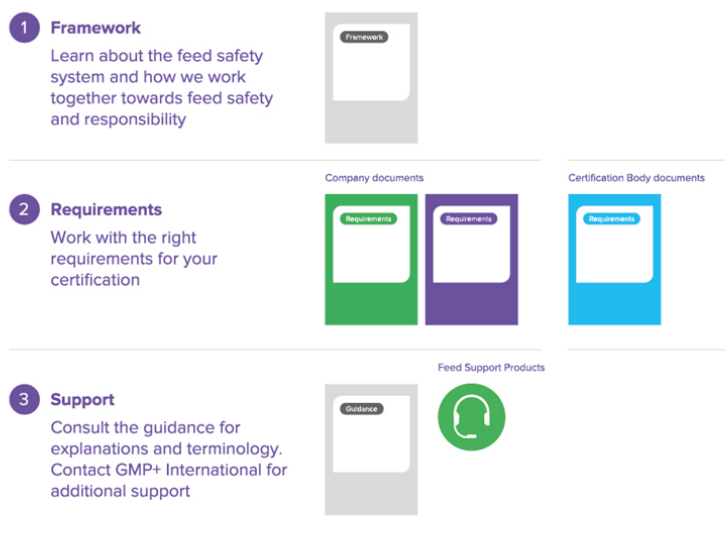 1
Framework
Learn about the feed safety
system and how we work
together towards feed safety
and responsibility
Framework
Company documents
Certification Body documents
2
Requirements
Work with the right
requirements for your
certification
Requirements
Requirements
Requirements
Feed Support Products
3
Support
Consult the guidance for
explanations and terminology.
Contact GMP+ International for
additional support
Guidance